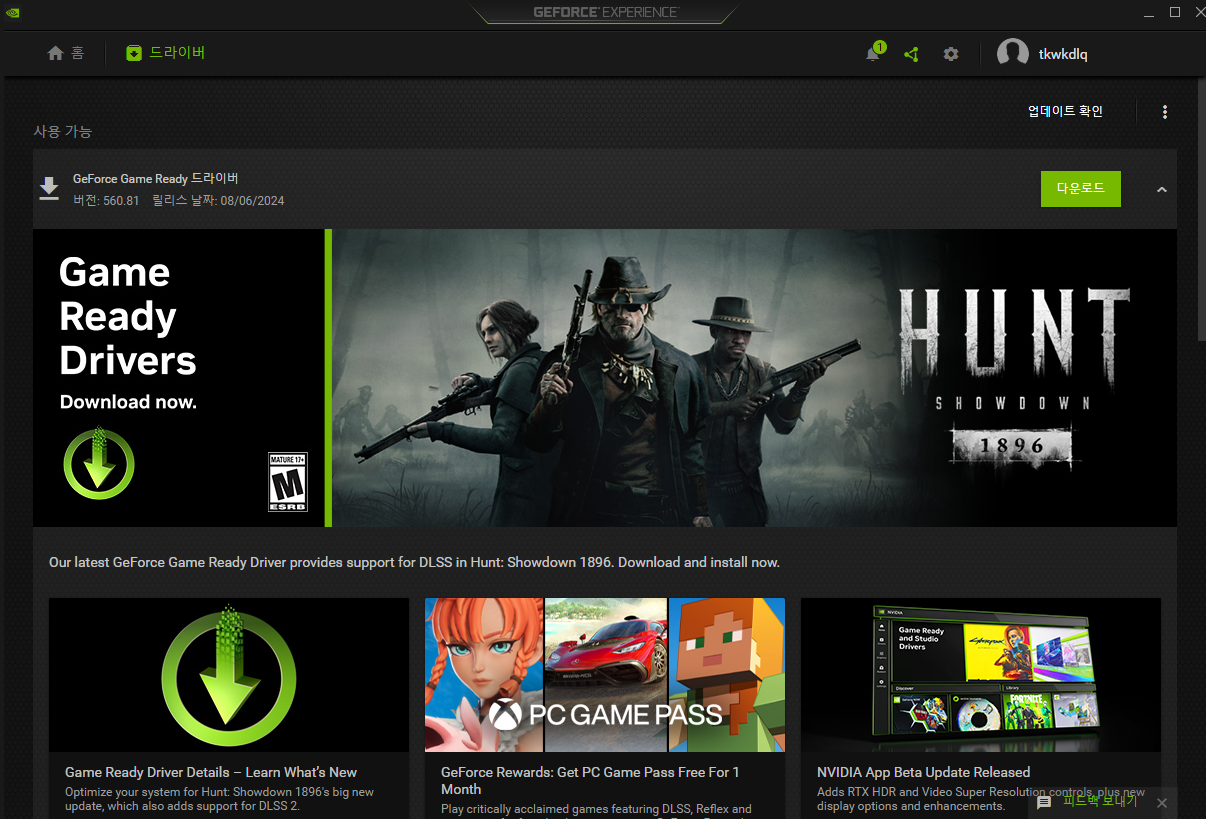 GEFORCE EXPERIENCE
홈
드라이버
1
tkwkdlq
업데이트 확인
사용 가능
GeForce Game Ready 드라이버
버전: 560.81 릴리스 날짜: 08/06/2024
다운로드
Game
Ready
Drivers
Download now.
MATURE 17+
M
ESRB
HUNT
SHOWDOWN
1896
Our latest GeForce Game Ready Driver provides support for DLSS in Hunt: Showdown 1896. Download and install now.
PC GAME PASS
NVIDIA
Game Ready
and Studio
Drivers
Cyberpunk
Discover
Library
FORTNITE
Game Ready Driver Details – Learn What's New
Optimize your system for Hunt: Showdown 1896's big new
update, which also adds support for DLSS 2.
GeForce Rewards: Get PC Game Pass Free For 1
Month
Play critically acclaimed games featuring DLSS, Reflex and
NVIDIA App Beta Update Released
Adds RTX HDR and Video Super Resolution controls, plus new
display options and enhancements.
피드백 보내기